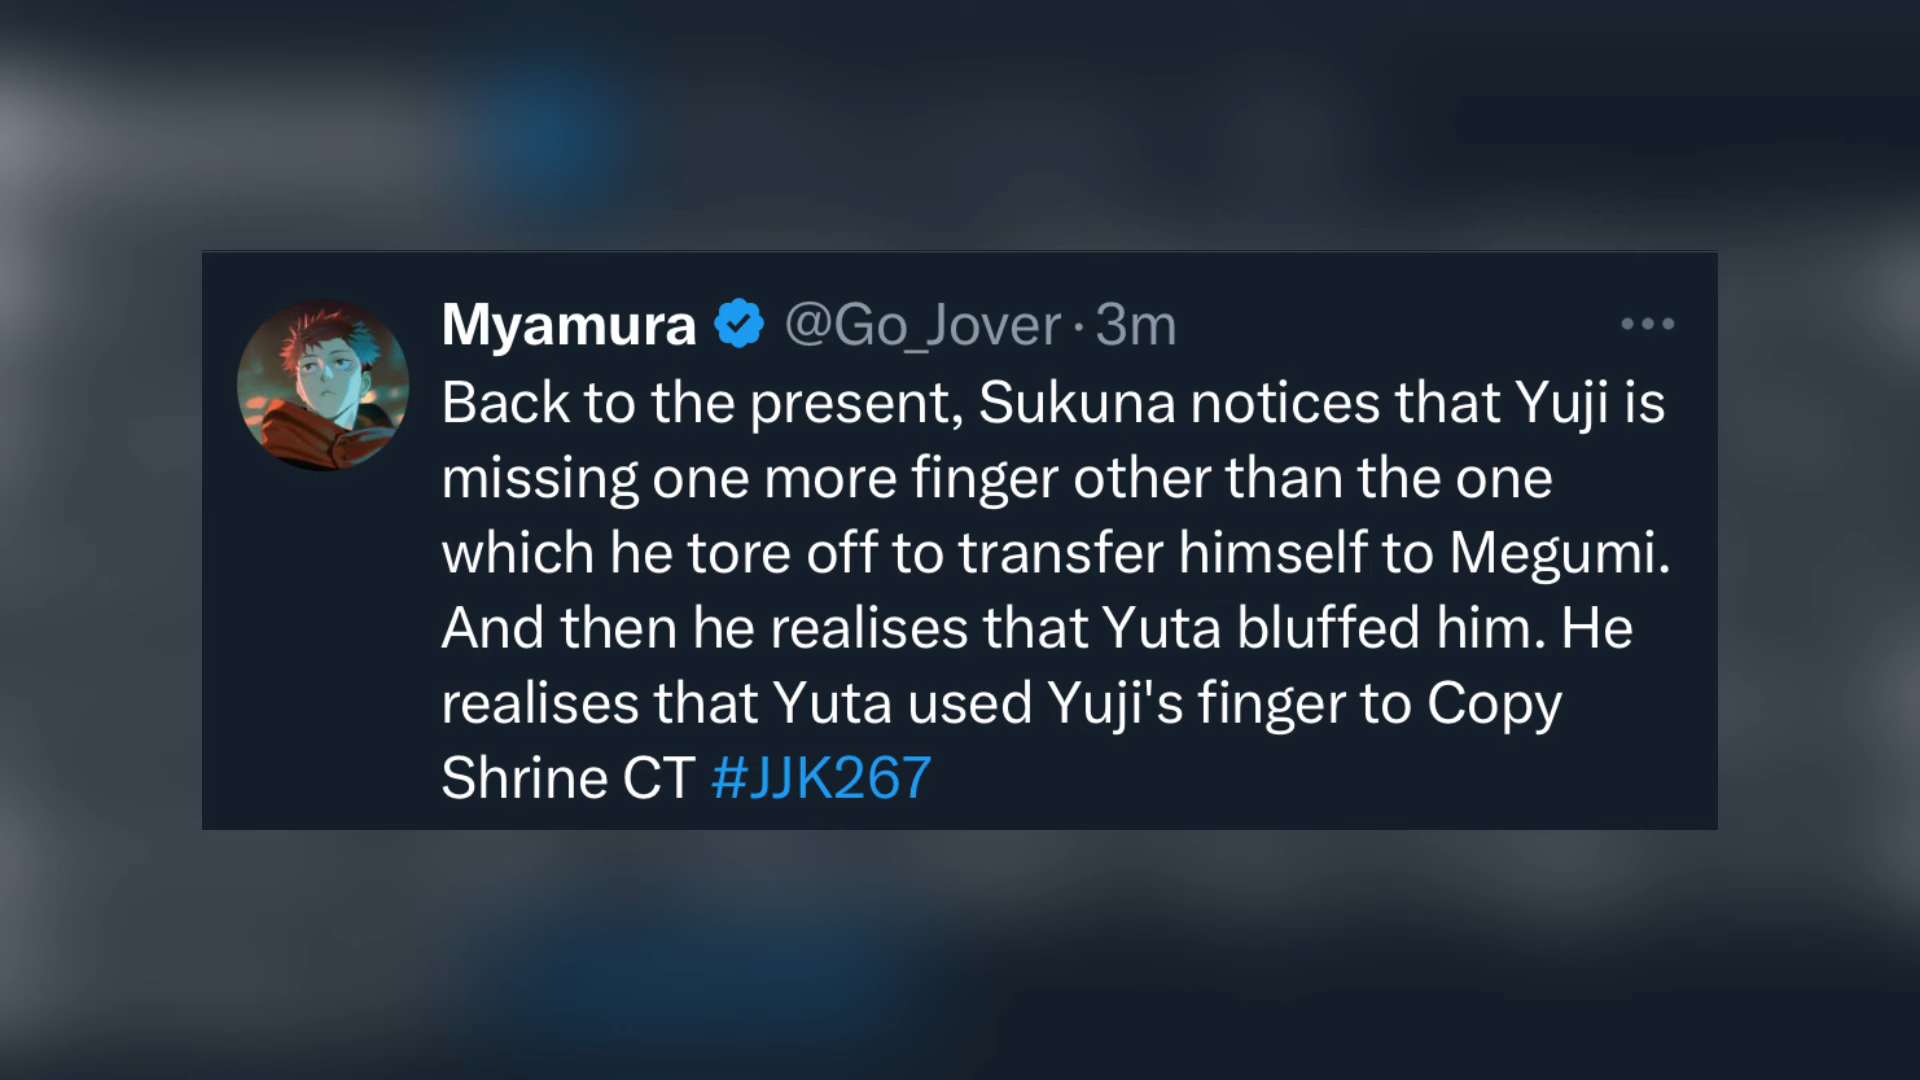 Myamura @Go_Jover · 3m
Back to the present, Sukuna notices that Yuji is
missing one more finger other than the one
which he tore off to transfer himself to Megumi.
And then he realises that Yuta bluffed him. He
realises that Yuta used Yuji's finger to Copy
Shrine CT #JJK267